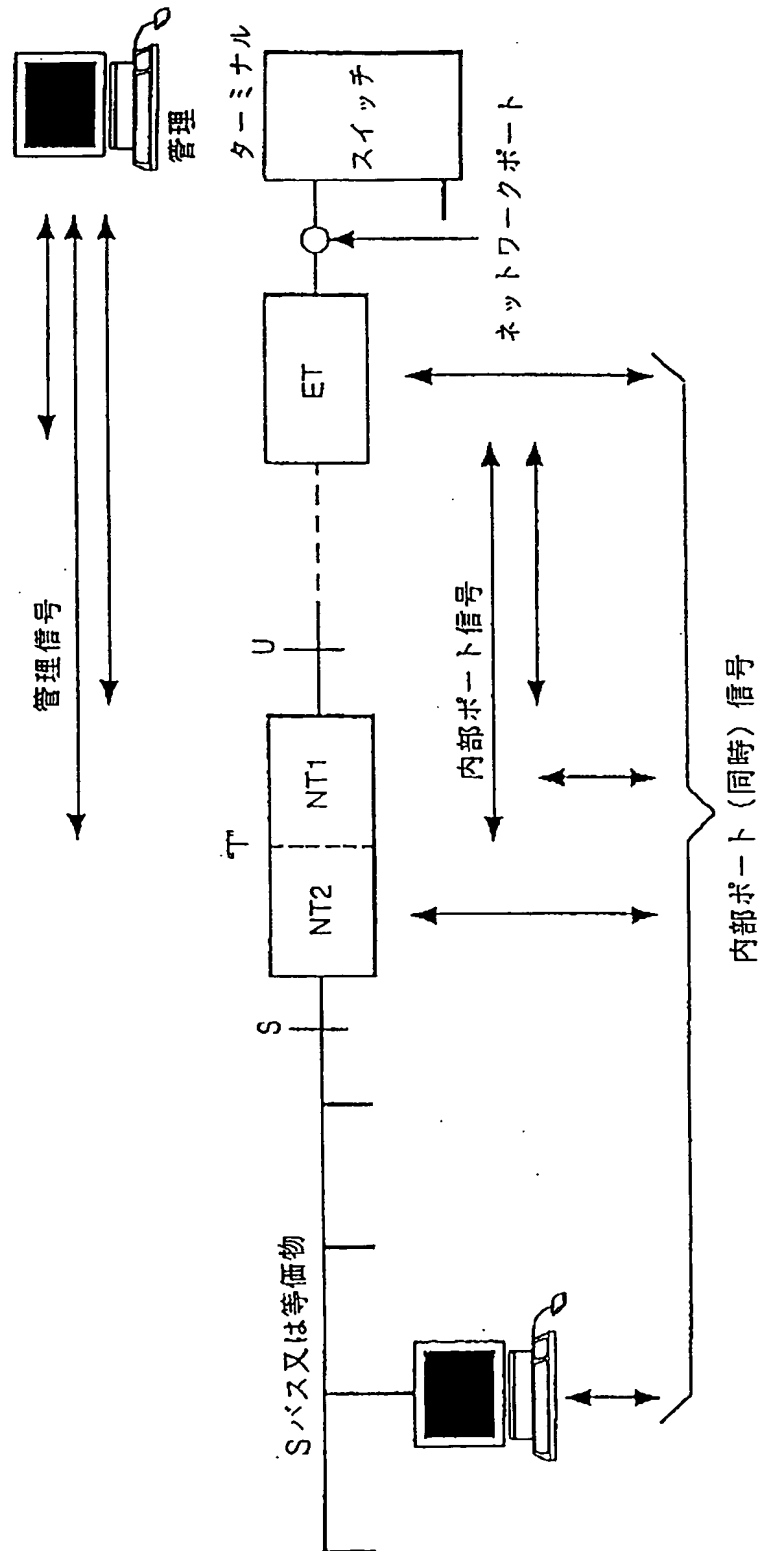 管理
管理信号
ターミナル
スイッチ
ネットワークポート
ET
U
"T"
NT1
NT2
S
Sバス又は等価物
内部ポート信号
内部ポート(同時)信号